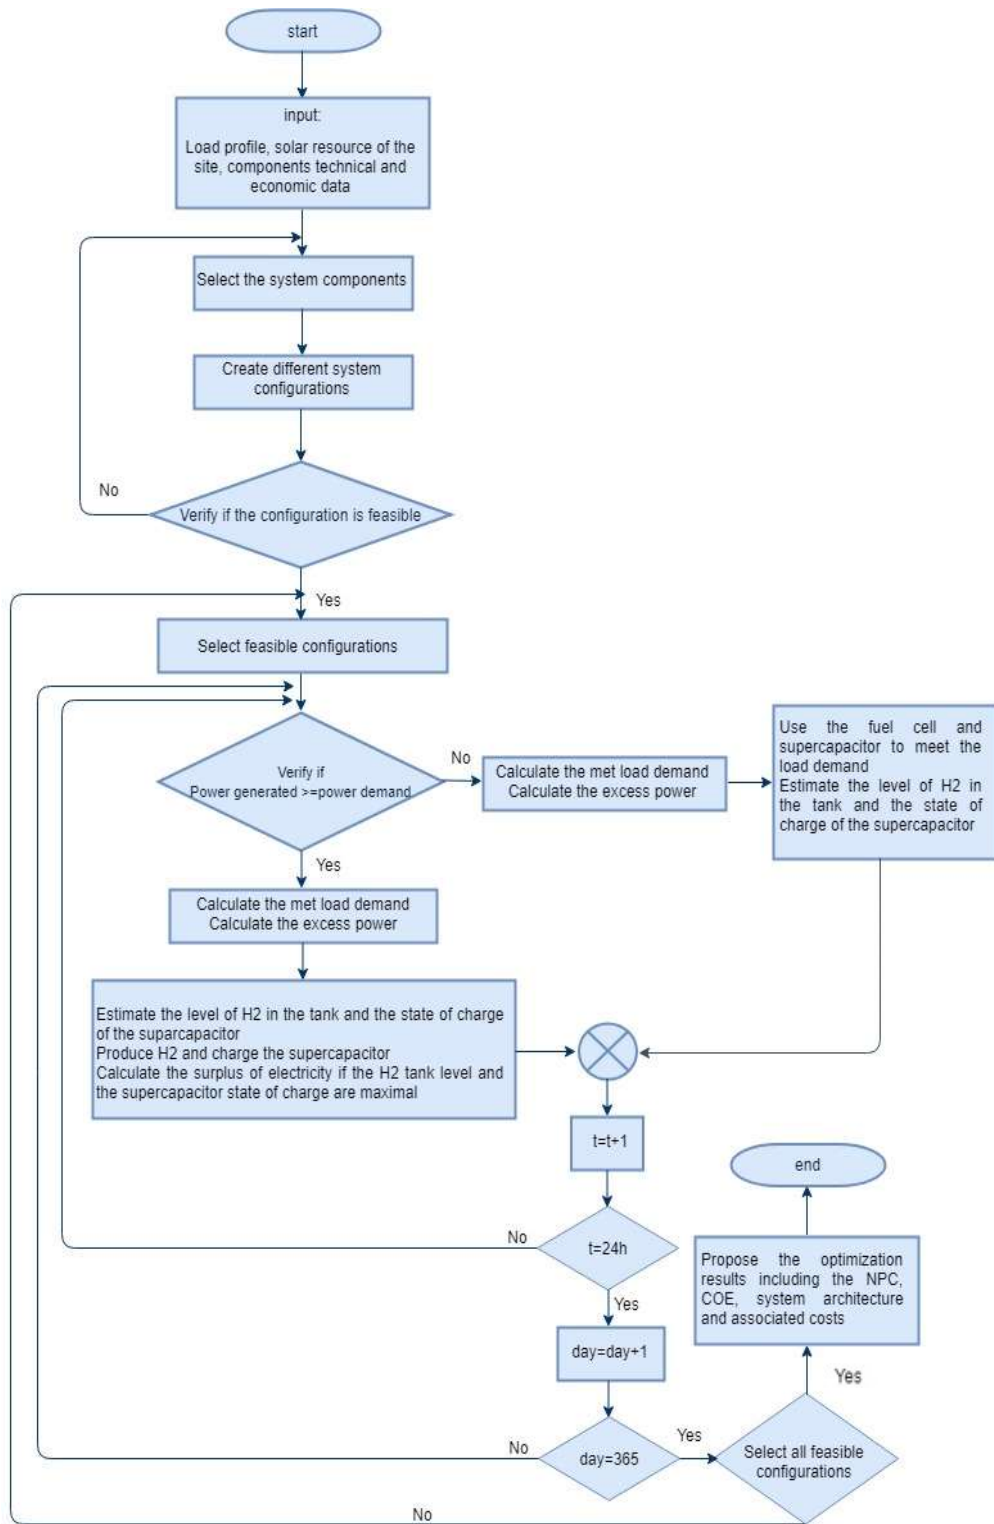 start
input:
Load profile, solar resource of the
site, components technical and
economic data
Select the system components
Create different system
configurations
No
Verify if the configuration is feasible
Yes
Select feasible configurations
Verify if
Power generated >=power demand
No
Calculate the met load demand
Calculate the excess power
Use the fuel cell and
supercapacitor to meet the
load demand
Estimate the level of H2 in
the tank and the state of
charge of the supercapacitor
Yes
Calculate the met load demand
Calculate the excess power
Estimate the level of H2 in the tank and the state of charge
of the suparcapacitor
Produce H2 and charge the supercapacitor
Calculate the surplus of electricity if the H2 tank level and
the supercapacitor state of charge are maximal
t=t+1
end
No
t=24h
Propose the optimization
results including the NPC,
COE, system architecture
and associated costs
Yes
day=day+1
Yes
No
day=365
Yes
Select all feasible
configurations
No